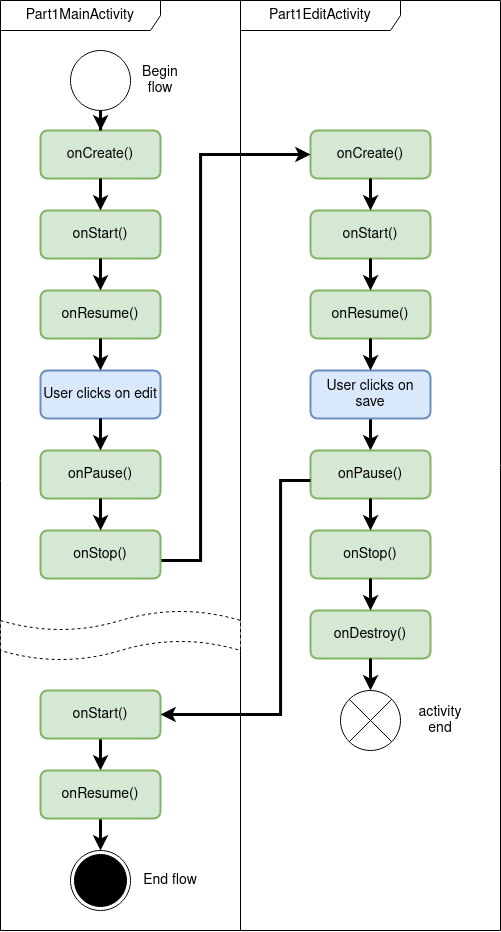 Part1MainActivity
Begin
flow
onCreate()
onStart()
onResume()
User clicks on edit
onPause()
onStop()
onStart()
onResume()
End flow
Part1EditActivity
onCreate()
onStart()
onResume()
User clicks on
save
onPause()
onStop()
onDestroy()
activity
end